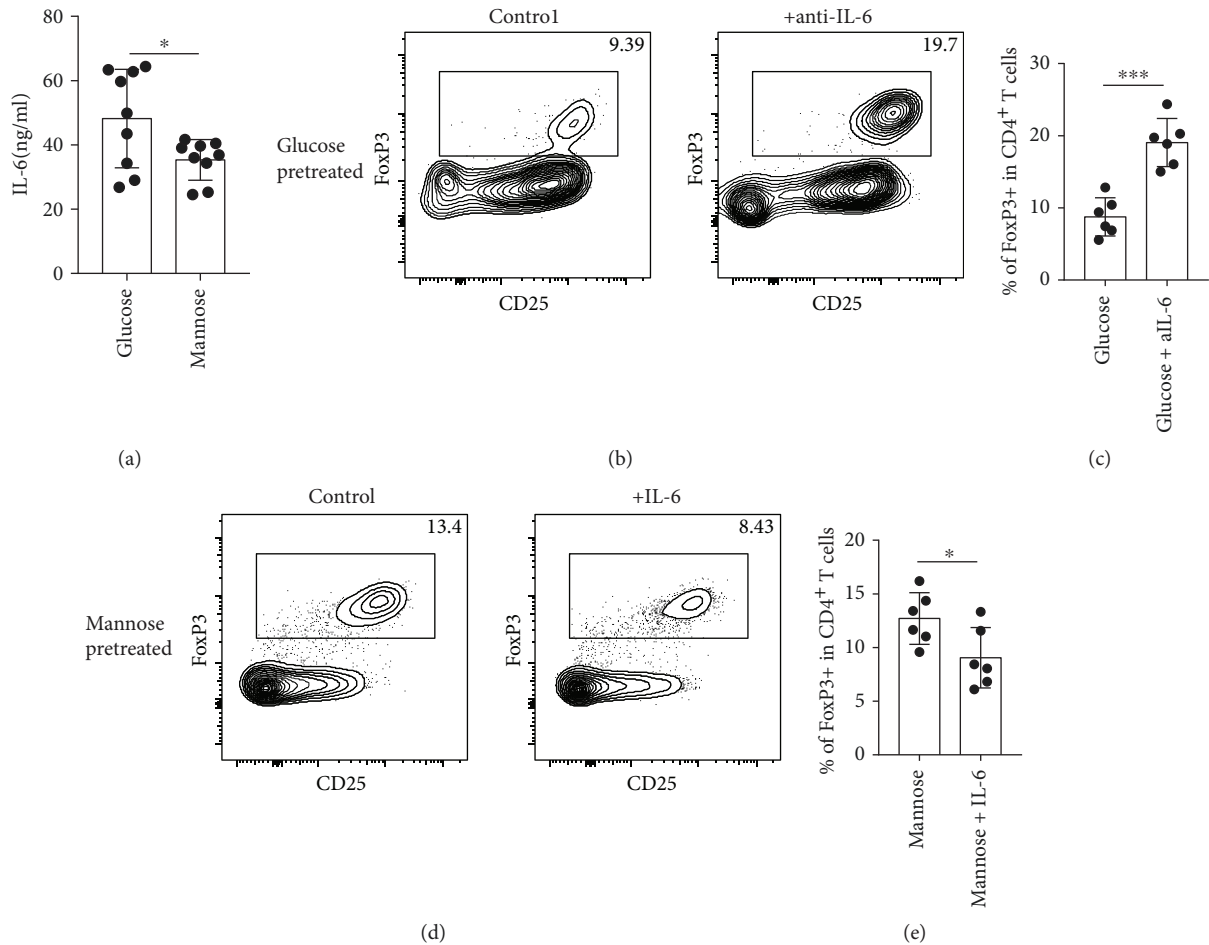 80
60
40
20
0
IL-6(ng/ml)
*
Glucose
Mannose
(a)
Glucose
pretreated
Contro1
9.39
FoxP3
CD25
+anti-IL-6
19.7
FoxP3
CD25
(b)
30
20
10
0
% of FoxP3+ in CD4⁺ T cells
***
Glucose
Glucose + aIL-6
(c)
Mannose
pretreated
Control
13.4
FoxP3
CD25
+IL-6
8.43
FoxP3
CD25
(d)
20
15
10
5
0
% of FoxP3+ in CD4⁺ T cells
*
Mannose
Mannose + IL-6
(e)